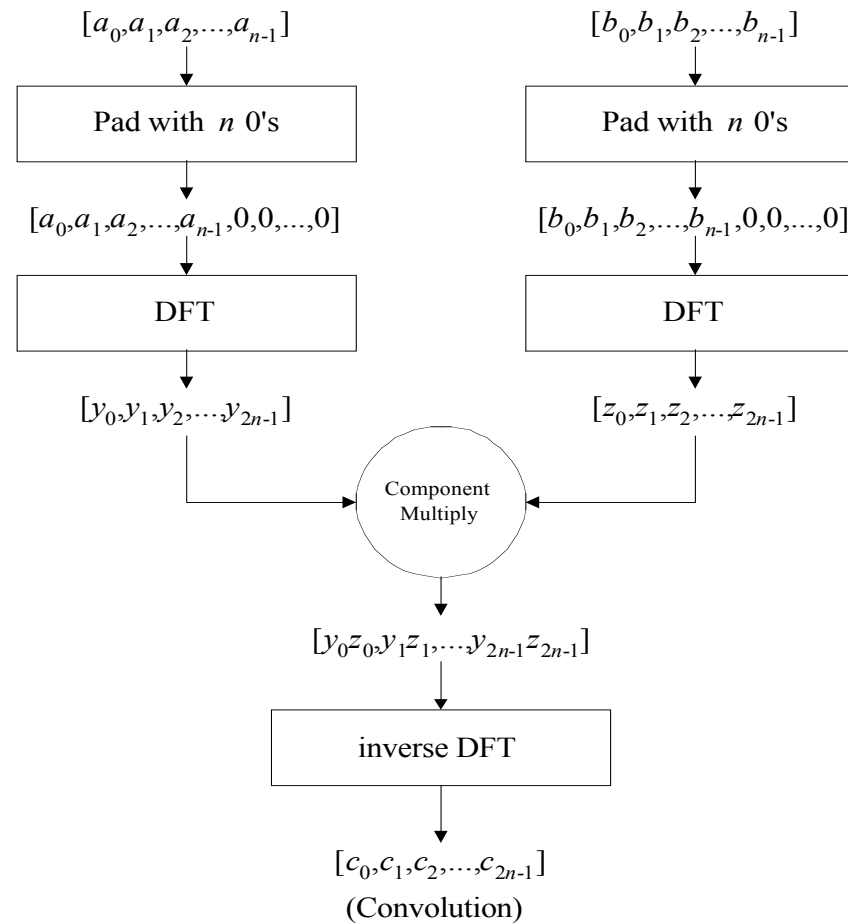 [a₀,a₁,a₂,...,aₙ₋₁]
Pad with n 0's
[a₀,a₁,a₂,...,aₙ₋₁,0,0,...,0]
DFT
[y₀,y₁,y₂,...,y₂ₙ₋₁]
[b₀,b₁,b₂,...,bₙ₋₁]
Pad with n 0's
[b₀,b₁,b₂,...,bₙ₋₁,0,0,...,0]
DFT
[z₀,z₁,z₂,...,z₂ₙ₋₁]
Component
Multiply
[y₀z₀,y₁z₁,...,y₂ₙ₋₁z₂ₙ₋₁]
inverse DFT
[c₀,c₁,c₂,...,c₂ₙ₋₁]
(Convolution)